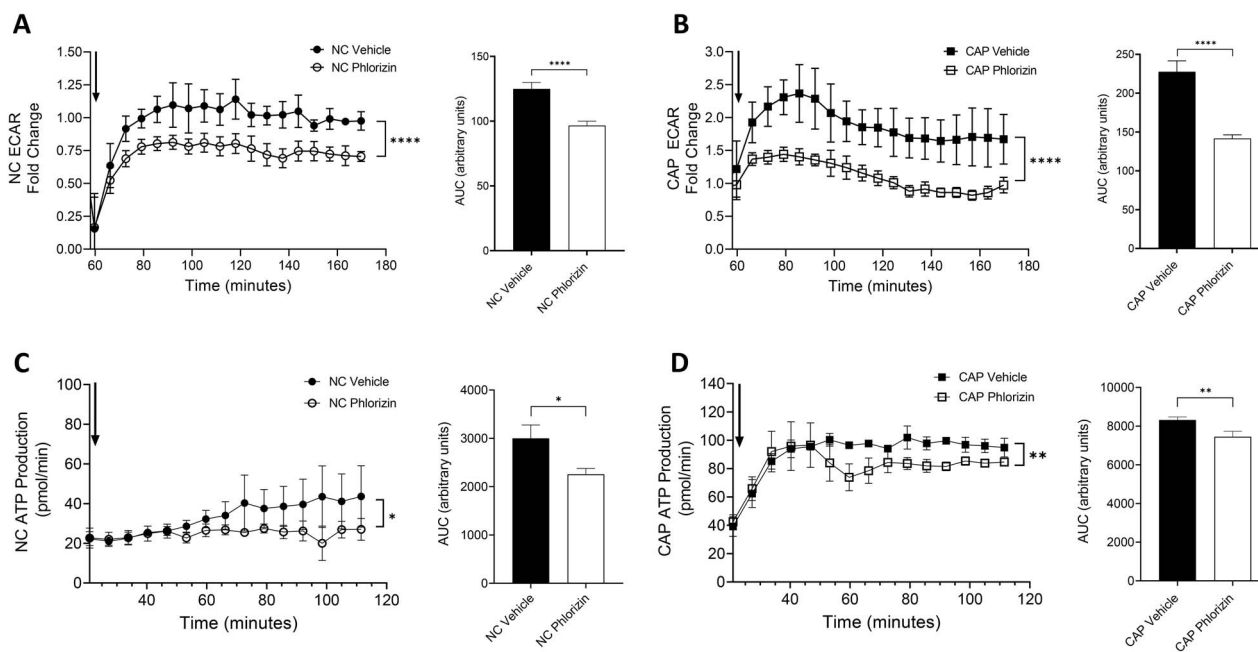 A
NC ECAR
Fold Change
1.50
1.25
1.00
0.75
0.50
0.25
0.00
60
80
100
120
140
160
180
Time (minutes)
NC Vehicle
NC Phlorizin
****
AUC (arbitrary units)
150
100
50
0
****
NC Vehicle
NC Phlorizin
B
CAP ECAR
Fold Change
3.0
2.5
2.0
1.5
1.0
0.5
0.0
60
80
100
120
140
160
180
Time (minutes)
CAP Vehicle
CAP Phlorizin
****
AUC (arbitrary units)
250
200
150
100
50
0
****
CAP Vehicle
CAP Phlorizin
C
NC ATP Production
(pmol/min)
100
80
60
40
20
0
40
60
80
100
120
Time (minutes)
NC Vehicle
NC Phlorizin
*
AUC (arbitrary units)
4000
3000
2000
1000
0
*
NC Vehicle
NC Phlorizin
D
CAP ATP Production
(pmol/min)
140
120
100
80
60
40
20
0
40
60
80
100
120
Time (minutes)
CAP Vehicle
CAP Phlorizin
**
AUC (arbitrary units)
10000
8000
6000
4000
2000
0
**
CAP Vehicle
CAP Phlorizin